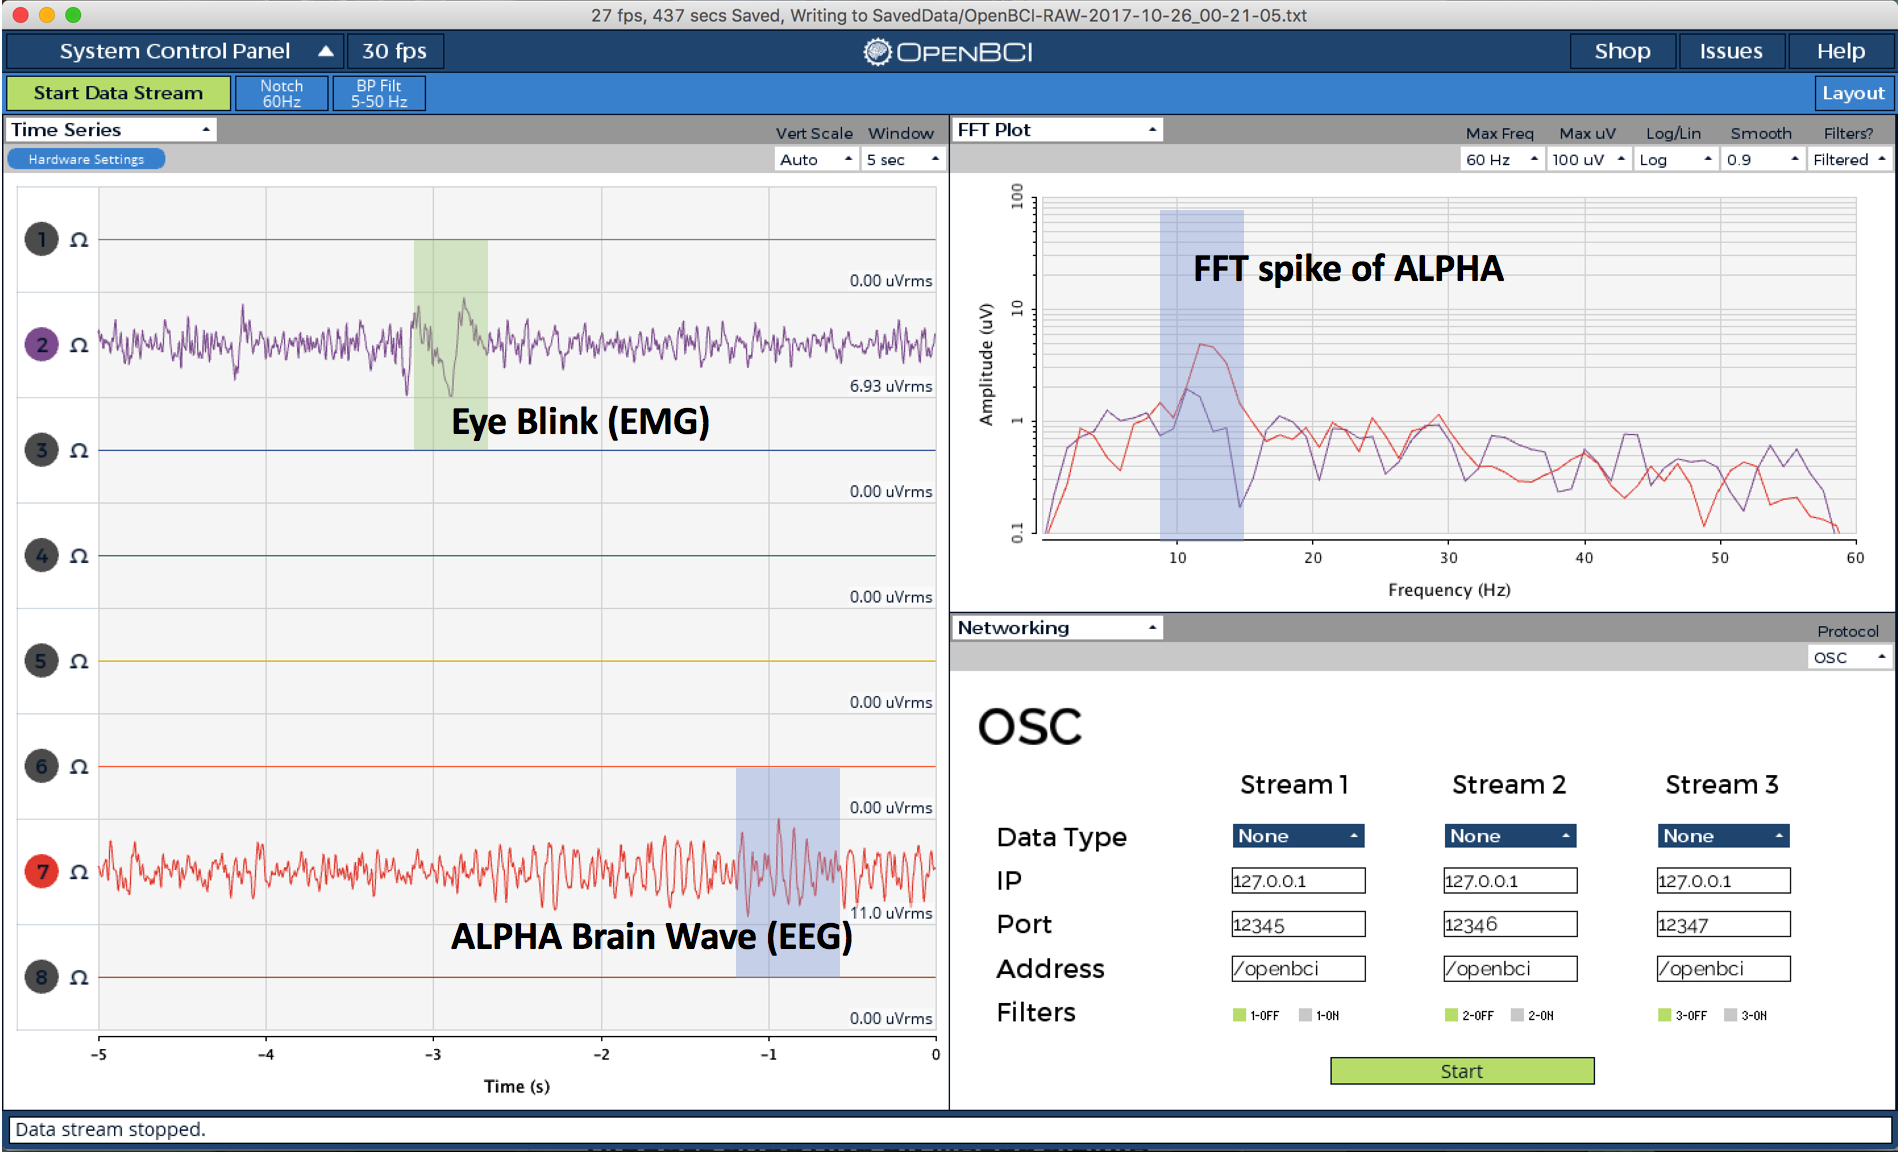 27 fps, 437 secs Saved, Writing to SavedData/OpenBCI-RAW-2017-10-26_00-21-05.txt
System Control Panel 30 fps OPENBCI Shop Issues Help
Start Data Stream Notch 60Hz BP Filt 5-50 Hz Layout
Time Series
Vert Scale Window
Hardware Settings Auto 5 sec
1 Ω
0.00 uVrms
2 Ω
6.93 uVrms
Eye Blink (EMG)
3 Ω
0.00 uVrms
4 Ω
0.00 uVrms
5 Ω
0.00 uVrms
6 Ω
0.00 uVrms
7 Ω
11.0 uVrms
ALPHA Brain Wave (EEG)
8 Ω
0.00 uVrms
-5 -4 -3 -2 -1 0
Time (s)
FFT Plot
Max Freq Max uV Log/Lin Smooth Filters?
60 Hz 100 uV Log 0.9 Filtered
FFT spike of ALPHA
100
10
1
0.1
Amplitude (uV)
10 20 30 40 50 60
Frequency (Hz)
Networking
Protocol
OSC
OSC
Stream 1 Stream 2 Stream 3
Data Type None None None
IP 127.0.0.1 127.0.0.1 127.0.0.1
Port 12345 12346 12347
Address /openbci /openbci /openbci
Filters 1-OFF 1-ON 2-OFF 2-ON 3-OFF 3-ON
Start
Data stream stopped.